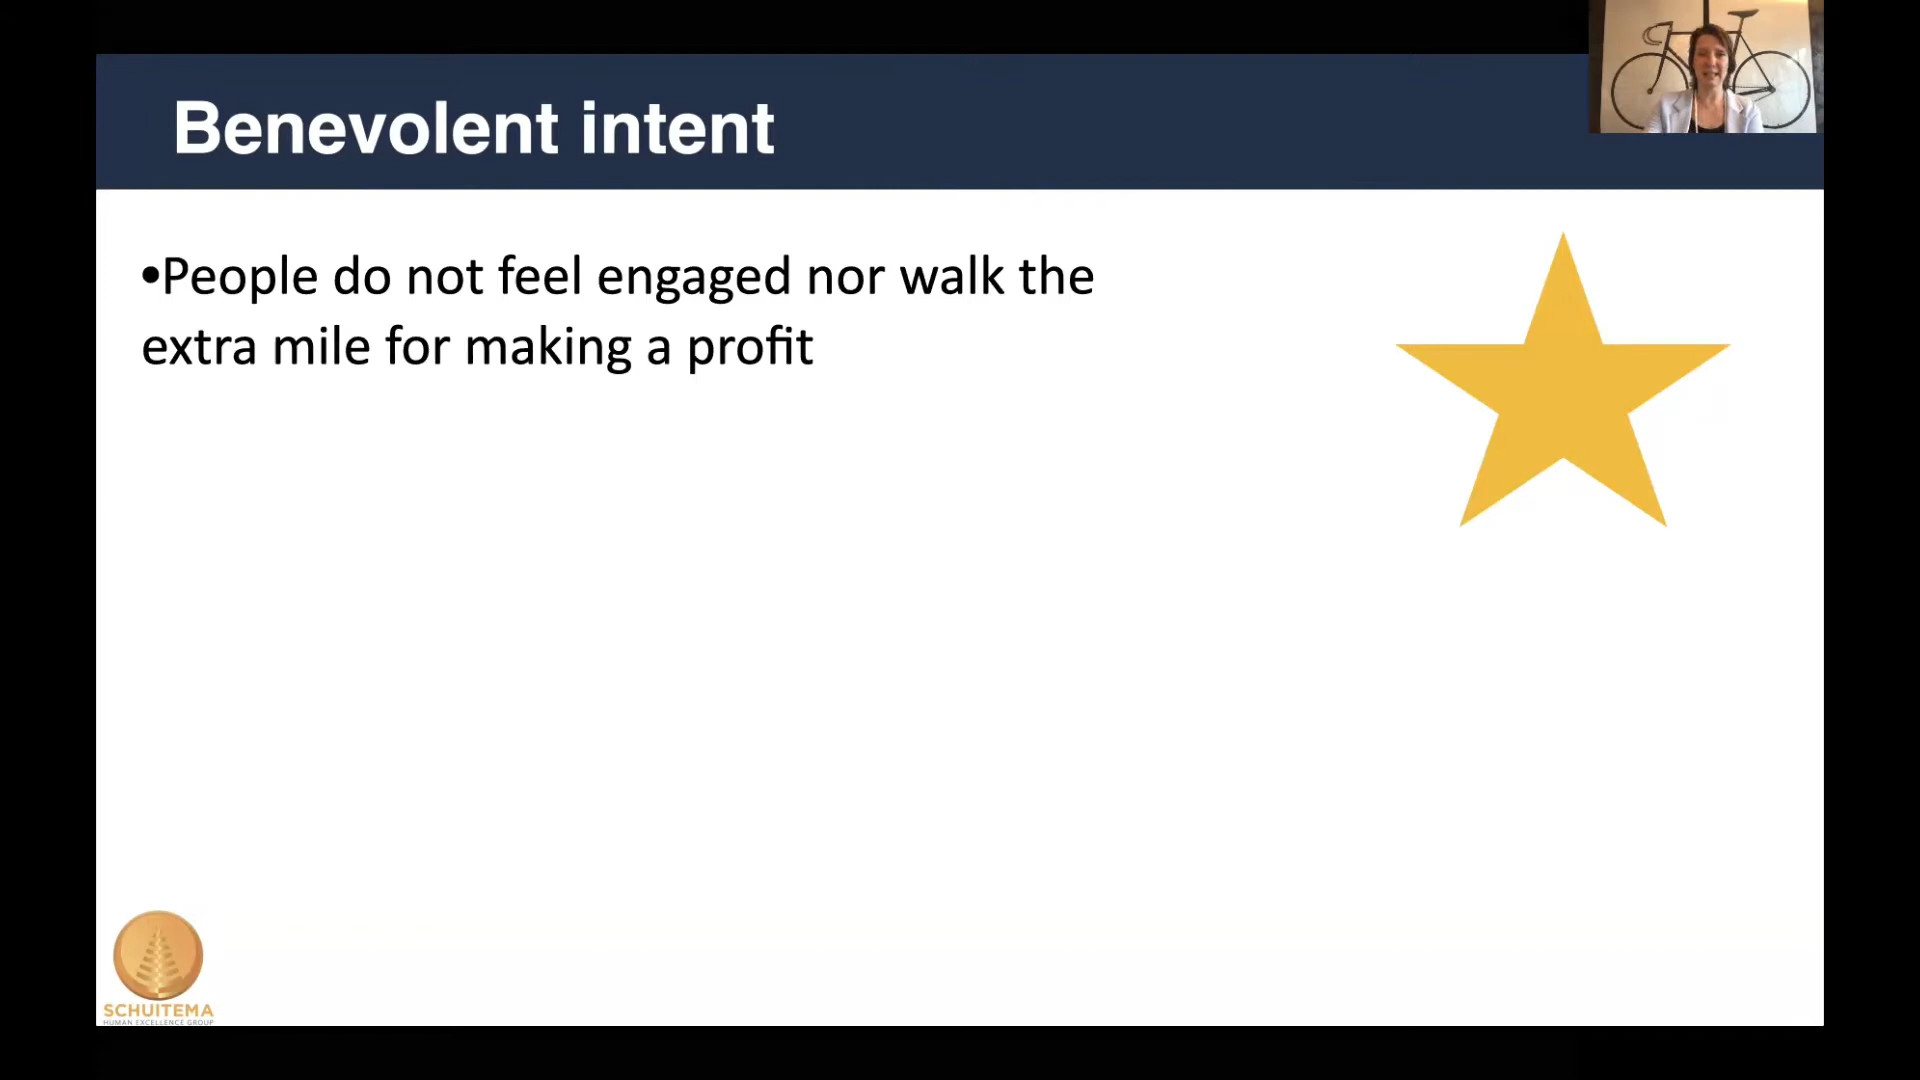 Benevolent intent
•People do not feel engaged nor walk the
extra mile for making a profit
SCHUITEMA
HUMAN EXCELLENCE GROUP